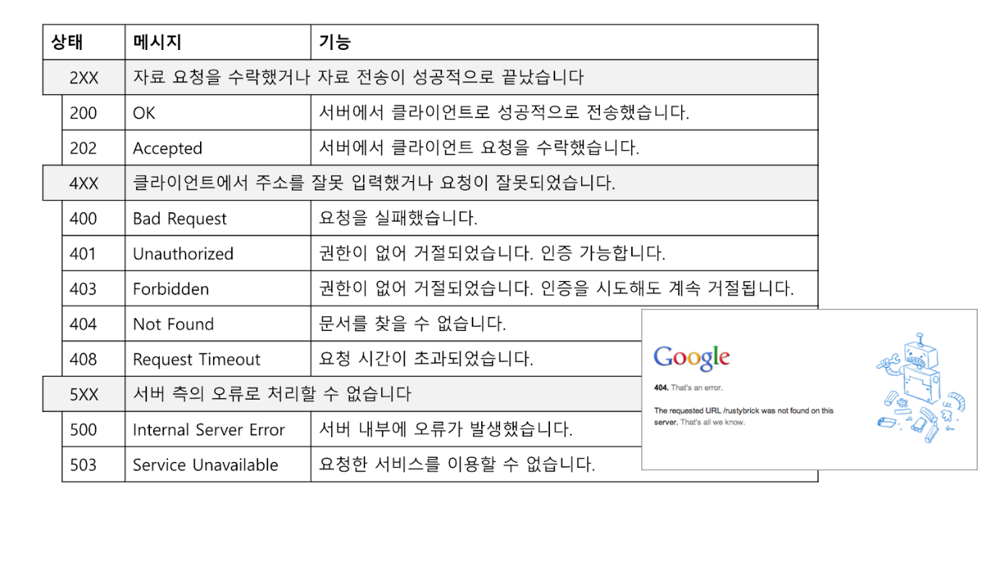 상태 메시지 기능
2XX 자료 요청을 수락했거나 자료 전송이 성공적으로 끝났습니다
200 OK 서버에서 클라이언트로 성공적으로 전송했습니다.
202 Accepted 서버에서 클라이언트 요청을 수락했습니다.
4XX 클라이언트에서 주소를 잘못 입력했거나 요청이 잘못되었습니다.
400 Bad Request 요청을 실패했습니다.
401 Unauthorized 권한이 없어 거절되었습니다. 인증 가능합니다.
403 Forbidden 권한이 없어 거절되었습니다. 인증을 시도해도 계속 거절됩니다.
404 Not Found 문서를 찾을 수 없습니다.
408 Request Timeout 요청 시간이 초과되었습니다.
5XX 서버 측의 오류로 처리할 수 없습니다
500 Internal Server Error 서버 내부에 오류가 발생했습니다.
503 Service Unavailable 요청한 서비스를 이용할 수 없습니다.
Google
404. That's an error.
The requested URL /rustybrick was not found on this
server. That's all we know.